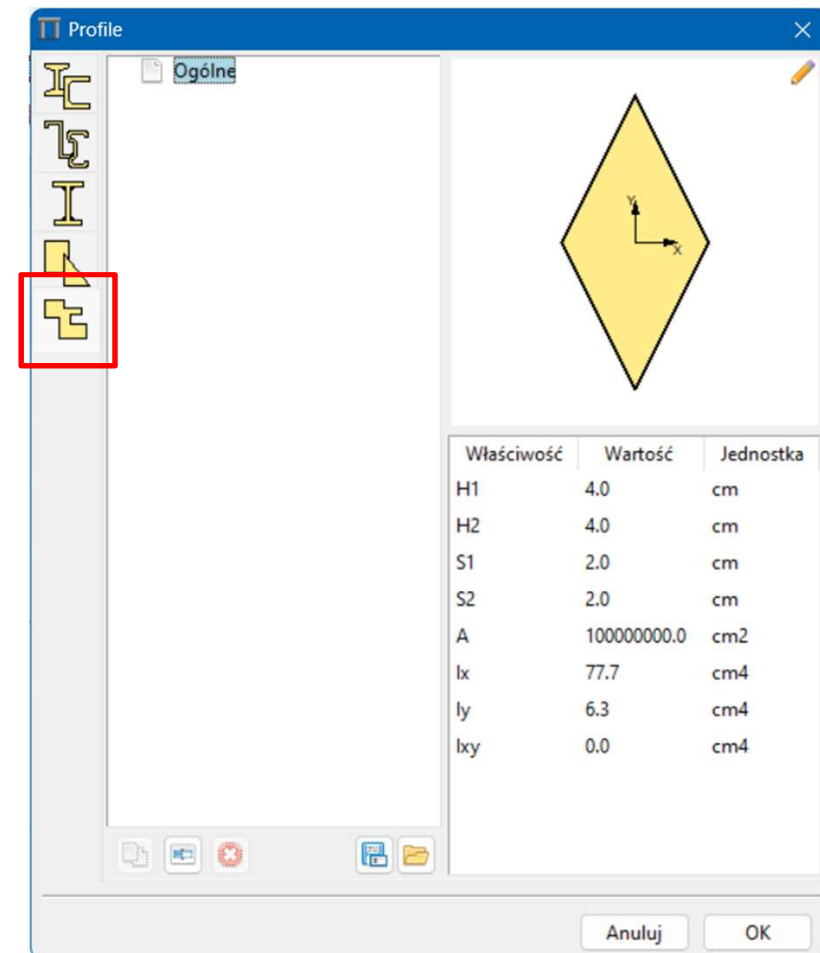 Profile
Ogólne
Y
X
Właściwość Wartość Jednostka
H1 4.0 cm
H2 4.0 cm
S1 2.0 cm
S2 2.0 cm
A 100000000.0 cm2
Ix 77.7 cm4
Iy 6.3 cm4
Ixy 0.0 cm4
Anuluj OK